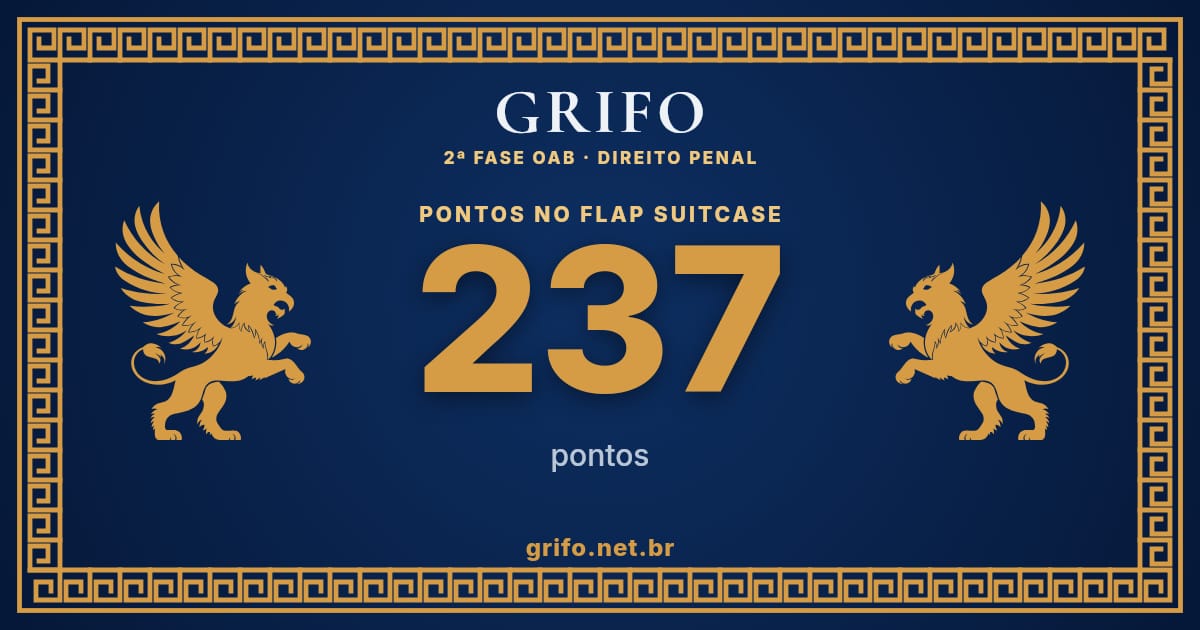 GRIFO
2ª FASE OAB · DIREITO PENAL
PONTOS NO FLAP SUITCASE
237
pontos
grifo.net.br